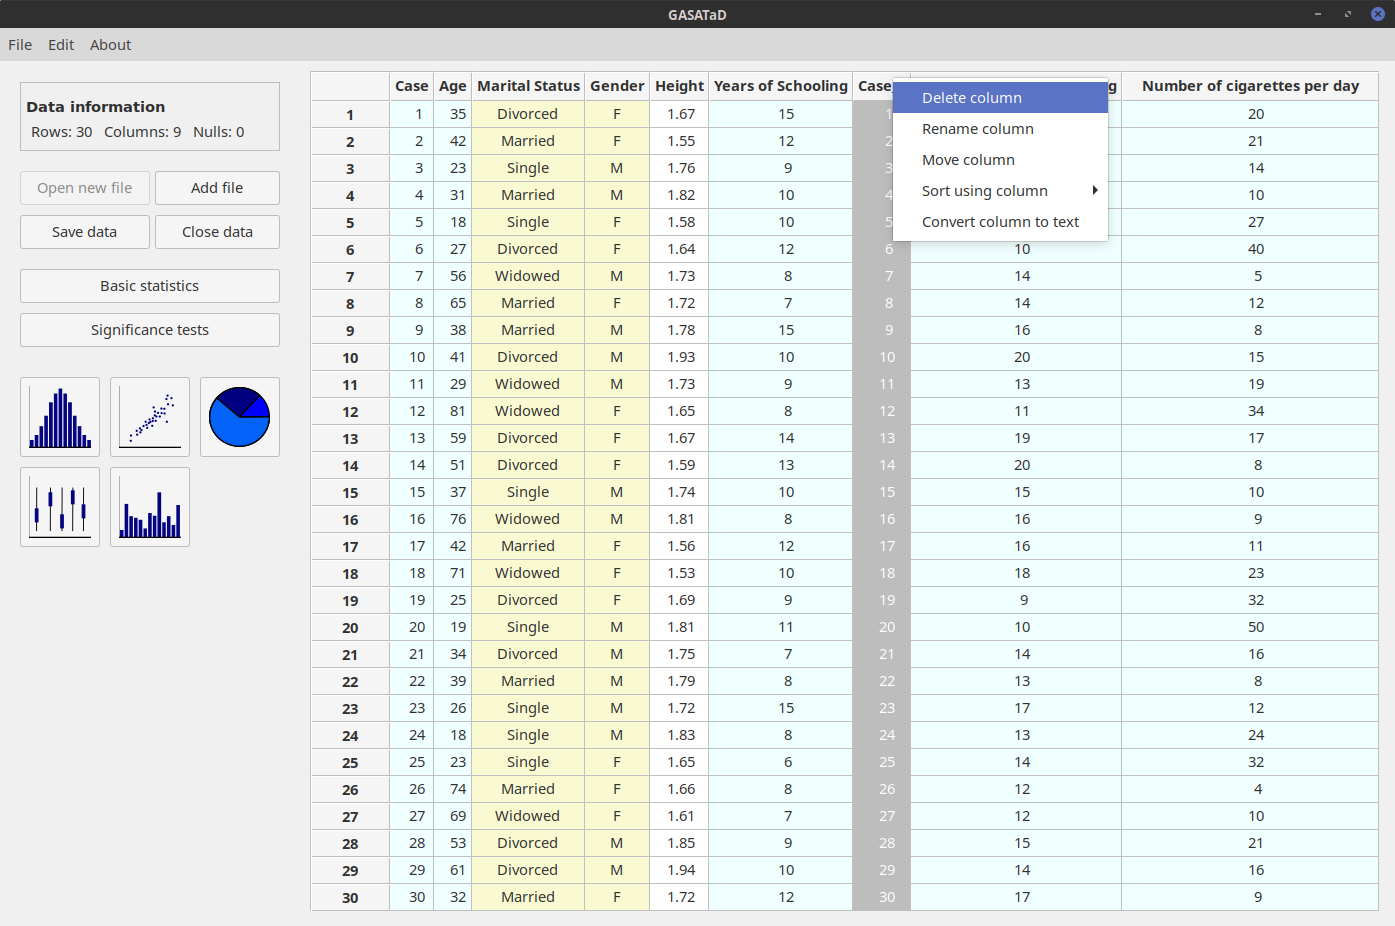 GASATaD
File Edit About
Data information
Rows: 30 Columns: 9 Nulls: 0
Open new file Add file
Save data Close data
Basic statistics
Significance tests
Case Age Marital Status Gender Height Years of Schooling Case g Number of cigarettes per day
Delete column
Rename column
Move column
Sort using column
Convert column to text
1 1 35 Divorced F 1.67 15 1 20
2 2 42 Married F 1.55 12 2 21
3 3 23 Single M 1.76 9 3 14
4 4 31 Married M 1.82 10 4 10
5 5 18 Single F 1.58 10 5 27
6 6 27 Divorced F 1.64 12 6 10 40
7 7 56 Widowed M 1.73 8 7 14 5
8 8 65 Married F 1.72 7 8 14 12
9 9 38 Married M 1.78 15 9 16 8
10 10 41 Divorced M 1.93 10 10 20 15
11 11 29 Widowed M 1.73 9 11 13 19
12 12 81 Widowed F 1.65 8 12 11 34
13 13 59 Divorced F 1.67 14 13 19 17
14 14 51 Divorced F 1.59 13 14 20 8
15 15 37 Single M 1.74 10 15 15 10
16 16 76 Widowed M 1.81 8 16 16 9
17 17 42 Married F 1.56 12 17 16 11
18 18 71 Widowed F 1.53 10 18 18 23
19 19 25 Divorced F 1.69 9 19 9 32
20 20 19 Single M 1.81 11 20 10 50
21 21 34 Divorced M 1.75 7 21 14 16
22 22 39 Married M 1.79 8 22 13 8
23 23 26 Single M 1.72 15 23 17 12
24 24 18 Single M 1.83 8 24 13 24
25 25 23 Single F 1.65 6 25 14 32
26 26 74 Married F 1.66 8 26 12 4
27 27 69 Widowed F 1.61 7 27 12 10
28 28 53 Divorced M 1.85 9 28 15 21
29 29 61 Divorced M 1.94 10 29 14 16
30 30 32 Married F 1.72 12 30 17 9